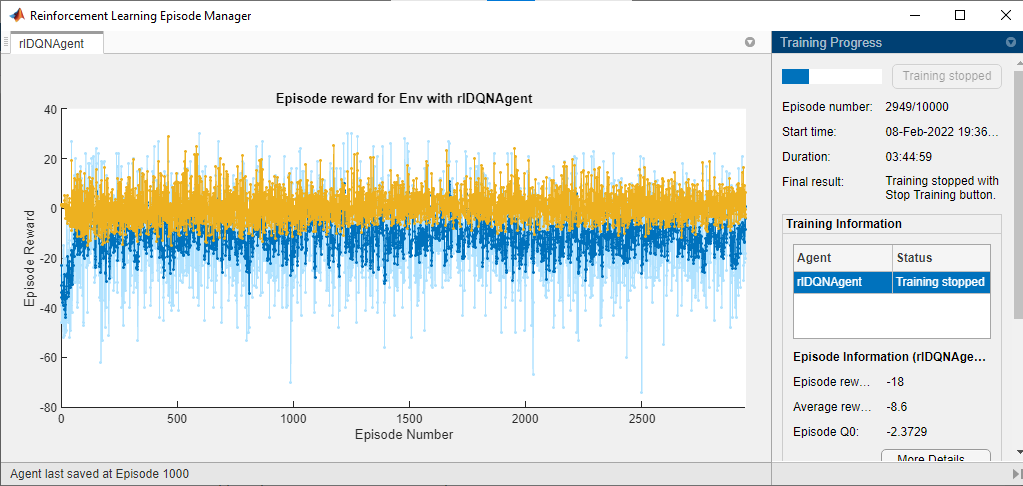 Reinforcement Learning Episode Manager
rlDQNAgent
Training Progress
Episode reward for Env with rlDQNAgent
40
20
0
-20
-40
-60
-80
Episode Reward
0
500
1000
1500
2000
2500
Episode Number
Training stopped
Episode number: 2949/10000
Start time: 08-Feb-2022 19:36...
Duration: 03:44:59
Final result: Training stopped with
Stop Training button.
Training Information
Agent Status
rlDQNAgent Training stopped
Episode Information (rlDQNAge...
Episode rew... -18
Average rew... -8.6
Episode Q0: -2.3729
More Details
Agent last saved at Episode 1000